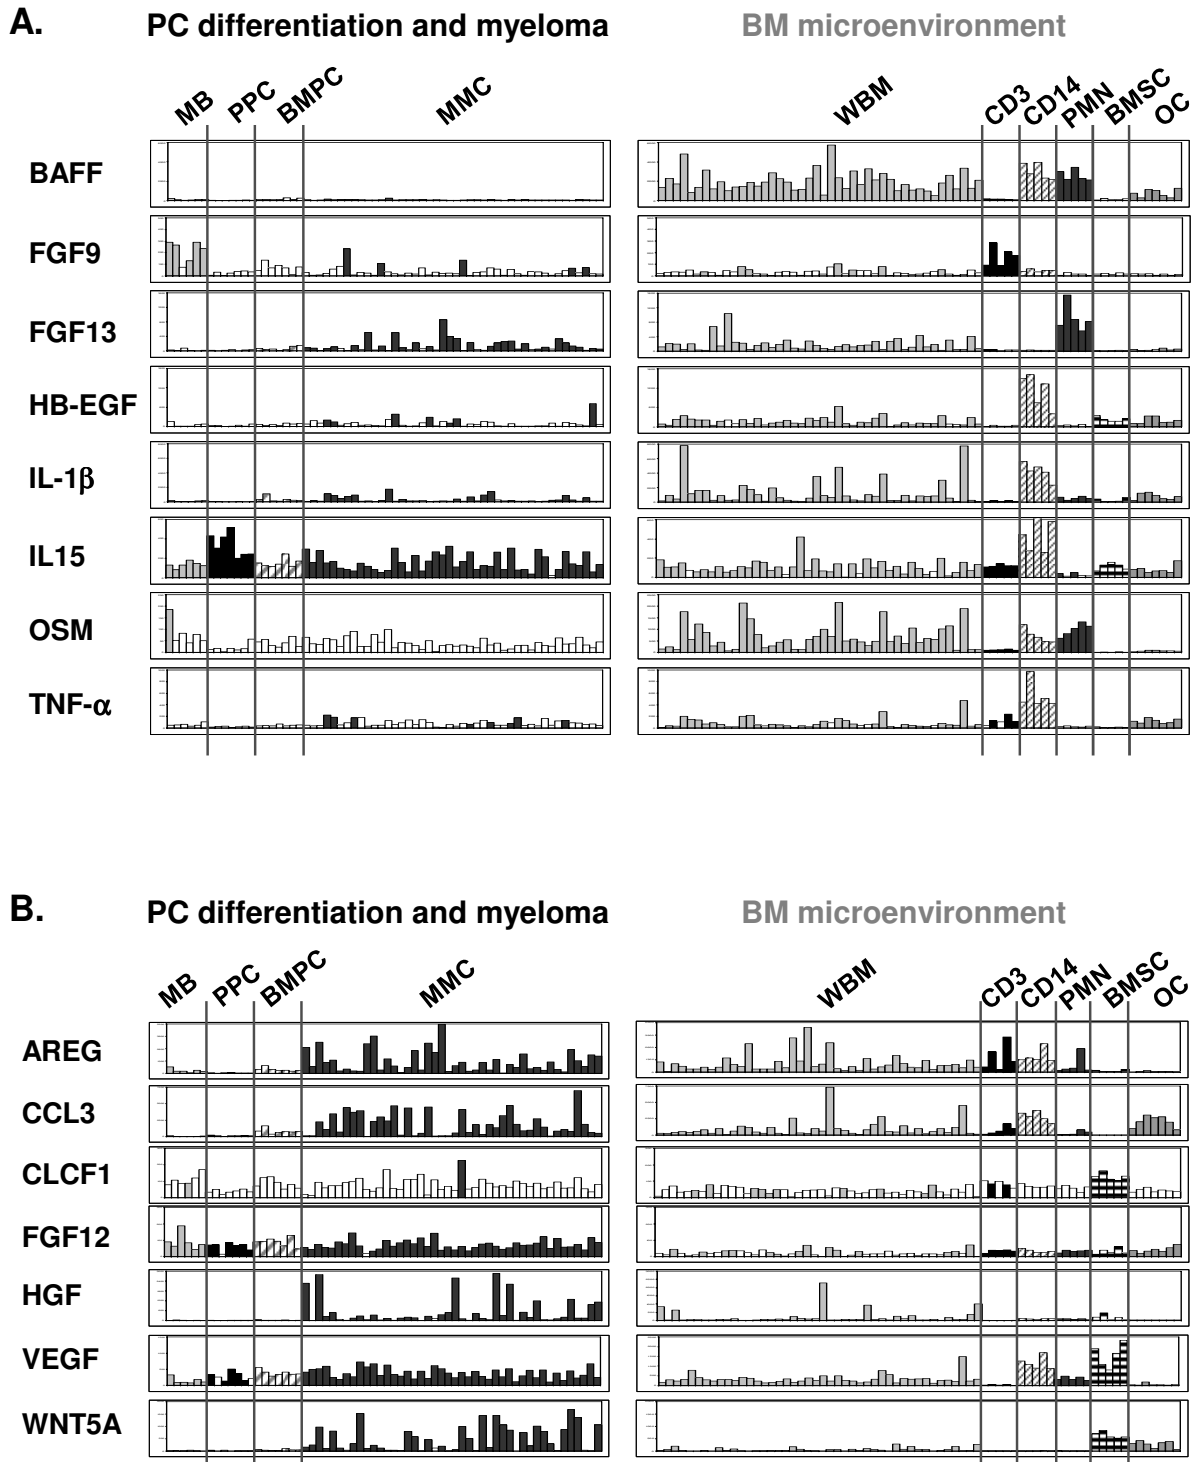 A. PC differentiation and myeloma BM microenvironment
MB PPC BMPC MMC WBM CD3 CD14 PMN BMSC OC
BAFF
FGF9
FGF13
HB-EGF
IL-1β
IL15
OSM
TNF-α
B. PC differentiation and myeloma BM microenvironment
MB PPC BMPC MMC WBM CD3 CD14 PMN BMSC OC
AREG
CCL3
CLCF1
FGF12
HGF
VEGF
WNT5A